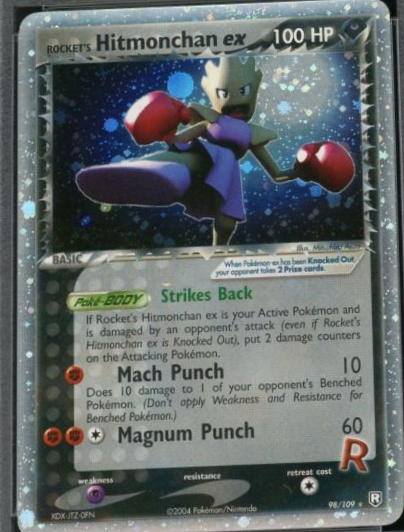 ROCKET'S Hitmonchan ex 100 HP
BASIC
When Pokémon-ex has been Knocked Out,
your opponent takes 2 Prize cards.
Poké-BODY Strikes Back
If Rocket's Hitmonchan ex is your Active Pokémon and
is damaged by an opponent's attack (even if Rocket's
Hitmonchan ex is Knocked Out), put 2 damage counters
on the Attacking Pokémon.
Mach Punch 10
Does 10 damage to 1 of your opponent's Benched
Pokémon. (Don't apply Weakness and Resistance for
Benched Pokémon.)
Magnum Punch 60
R
weakness resistance retreat cost
KDX-JTZ-0FN ©2004 Pokémon/Nintendo 98/109 R